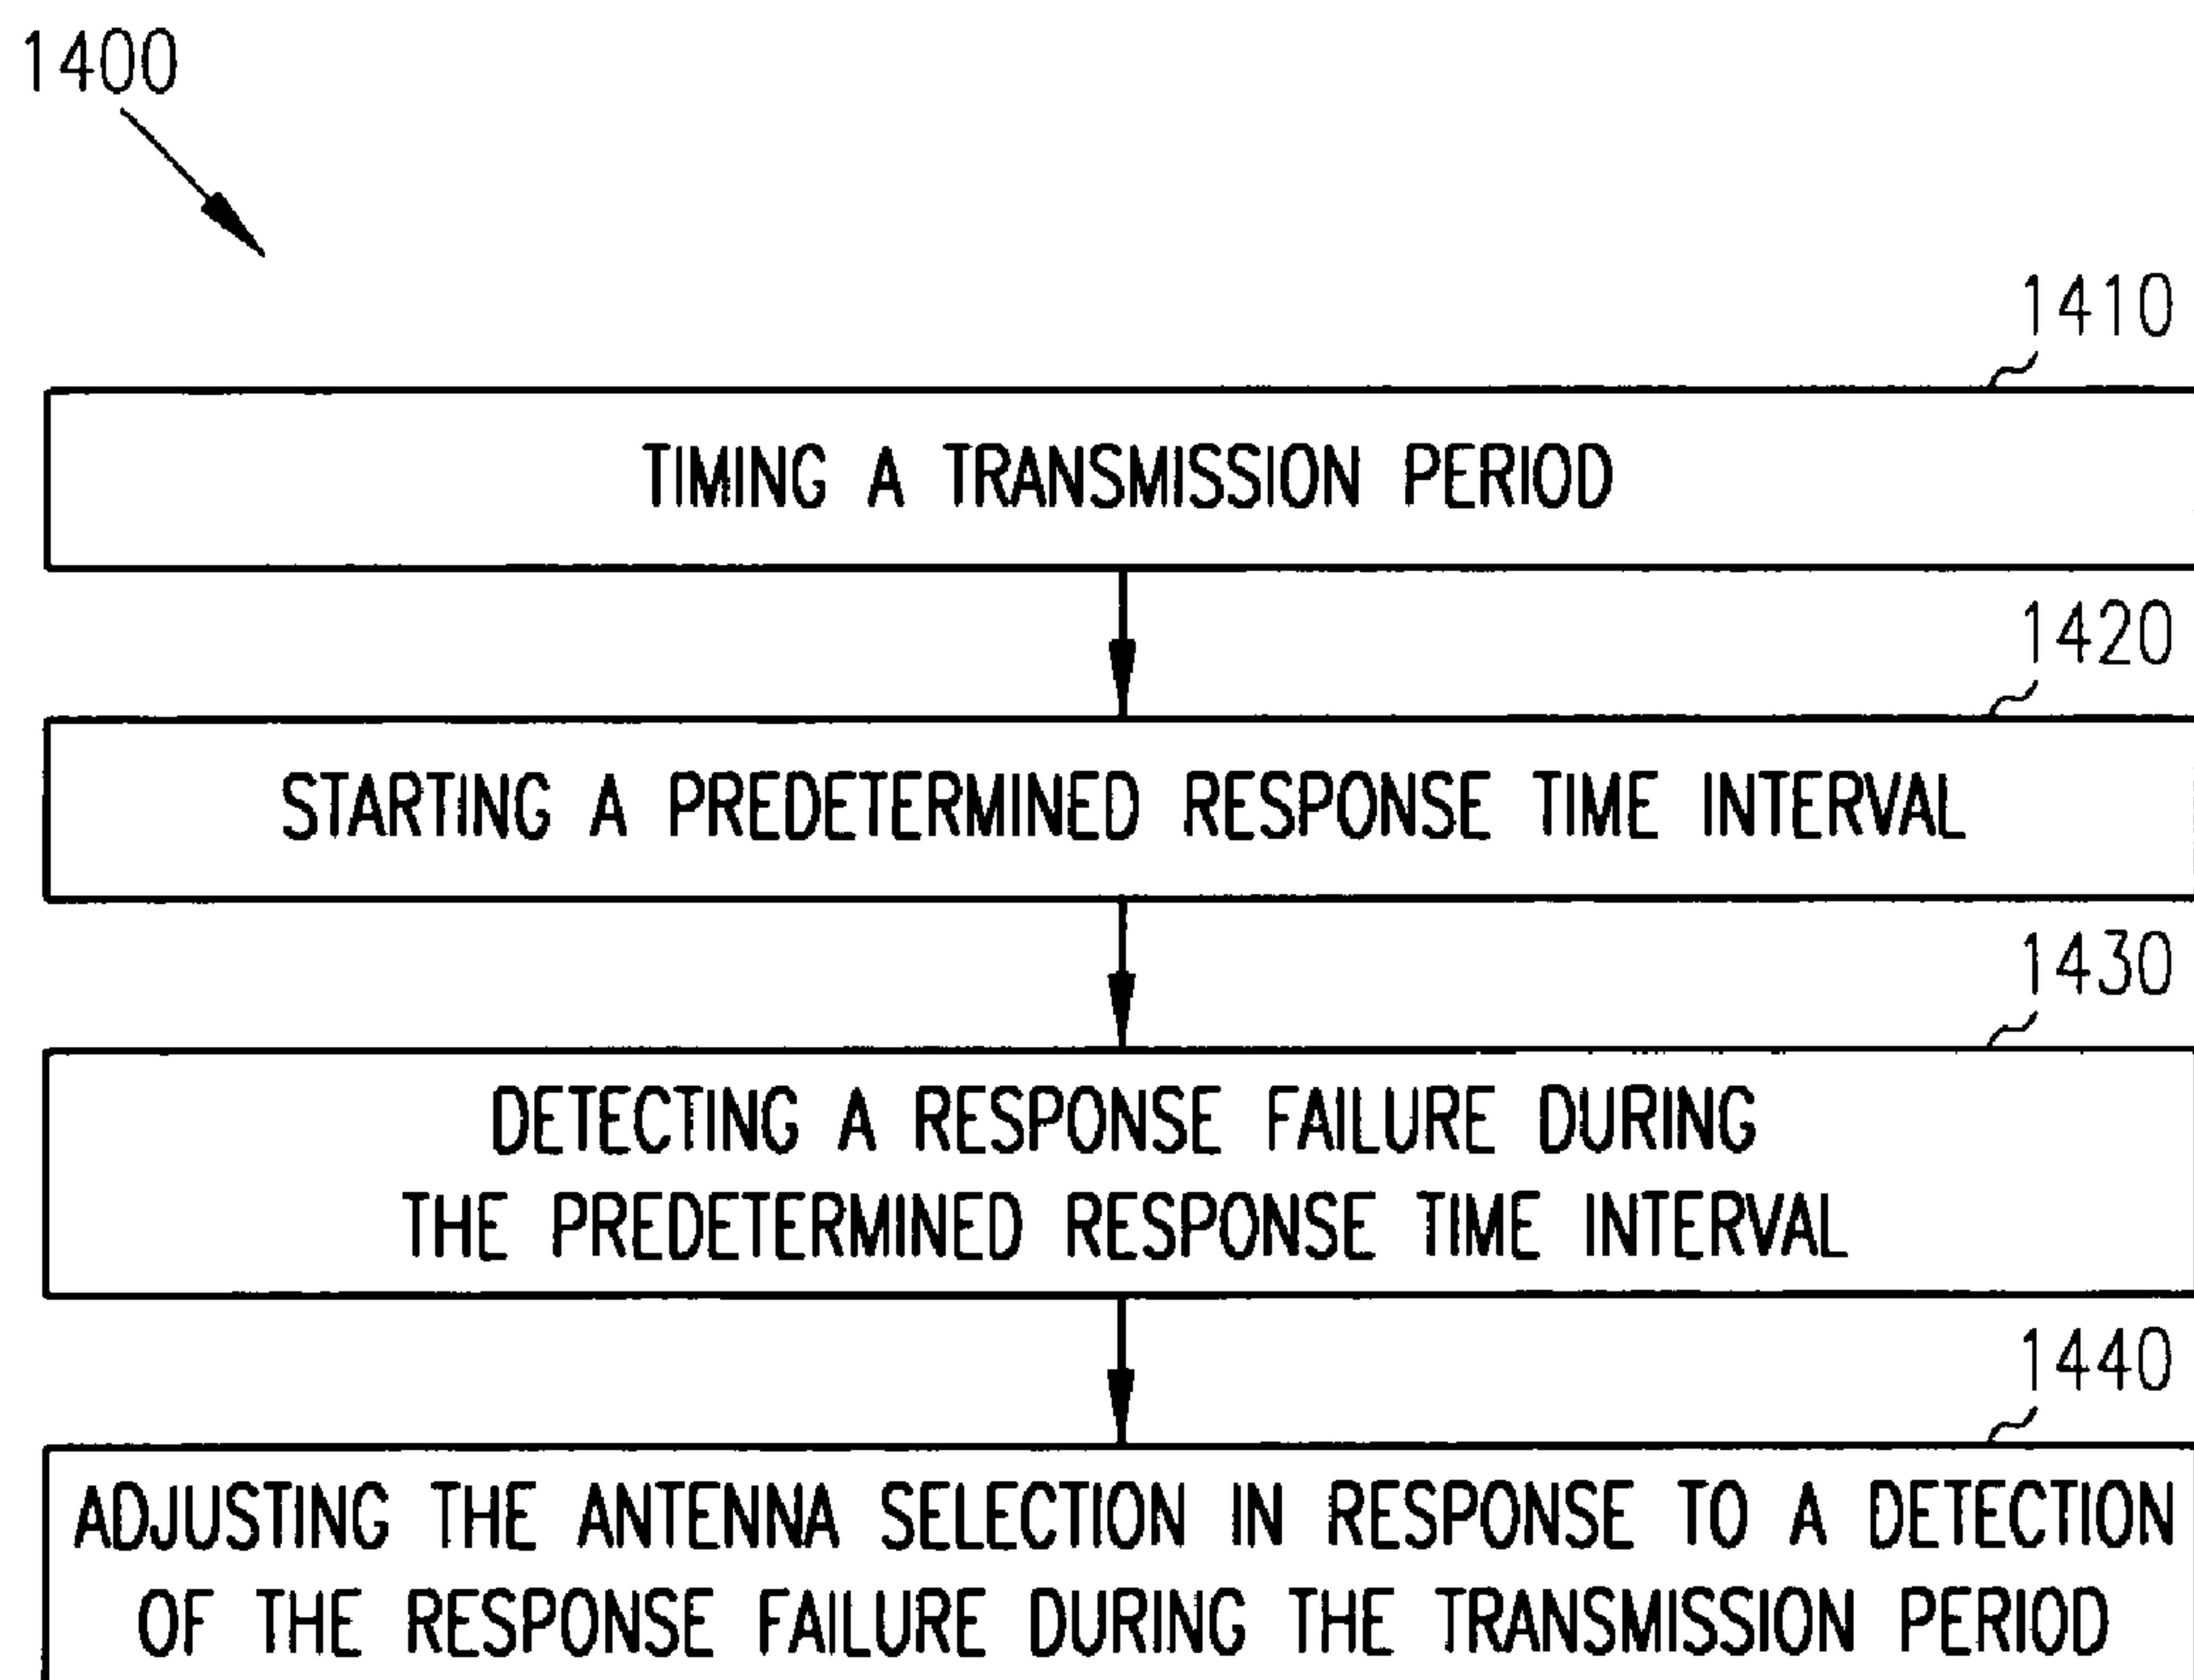 1400
1410
TIMING A TRANSMISSION PERIOD
1420
STARTING A PREDETERMINED RESPONSE TIME INTERVAL
1430
DETECTING A RESPONSE FAILURE DURING
THE PREDETERMINED RESPONSE TIME INTERVAL
1440
ADJUSTING THE ANTENNA SELECTION IN RESPONSE TO A DETECTION
OF THE RESPONSE FAILURE DURING THE TRANSMISSION PERIOD